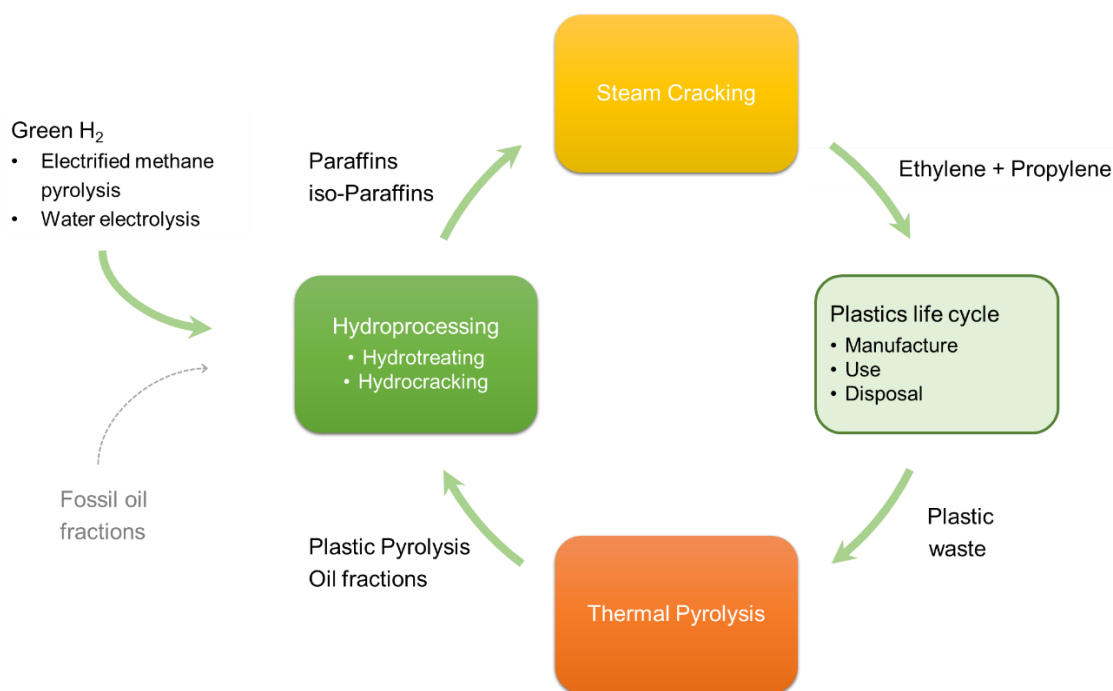 Steam Cracking
Green H₂
• Electrified methane
pyrolysis
• Water electrolysis
Paraffins
iso-Paraffins
Ethylene + Propylene
Hydroprocessing
• Hydrotreating
• Hydrocracking
Plastics life cycle
• Manufacture
• Use
• Disposal
Fossil oil
fractions
Plastic Pyrolysis
Oil fractions
Plastic
waste
Thermal Pyrolysis